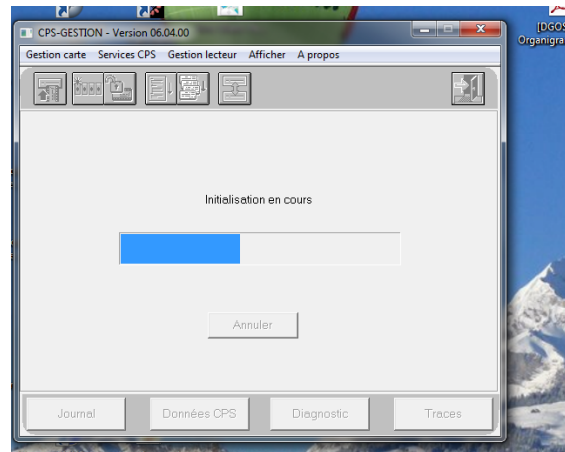 [DGOS
Organigra
CPS-GESTION - Version 06.04.00
Gestion carte Services CPS Gestion lecteur Afficher A propos
Initialisation en cours
Annuler
Journal Données CPS Diagnostic Traces